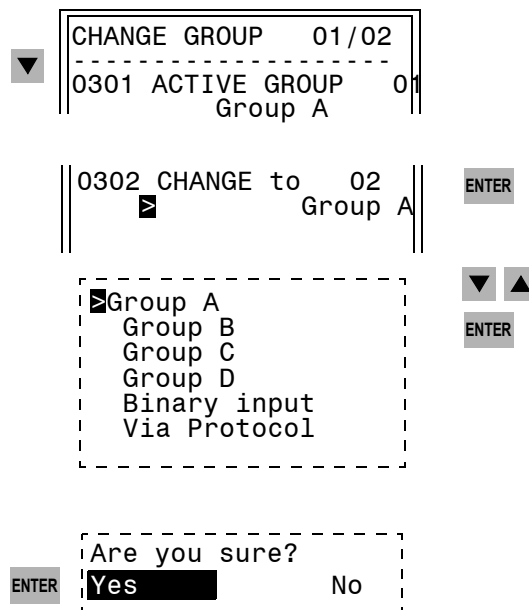 CHANGE GROUP 01/02
---------------------
▼
0301 ACTIVE GROUP 01
Group A
0302 CHANGE to 02
ENTER
> Group A
▼ ▲
>Group A
Group B
ENTER
Group C
Group D
Binary input
Via Protocol
Are you sure?
ENTER
Yes No